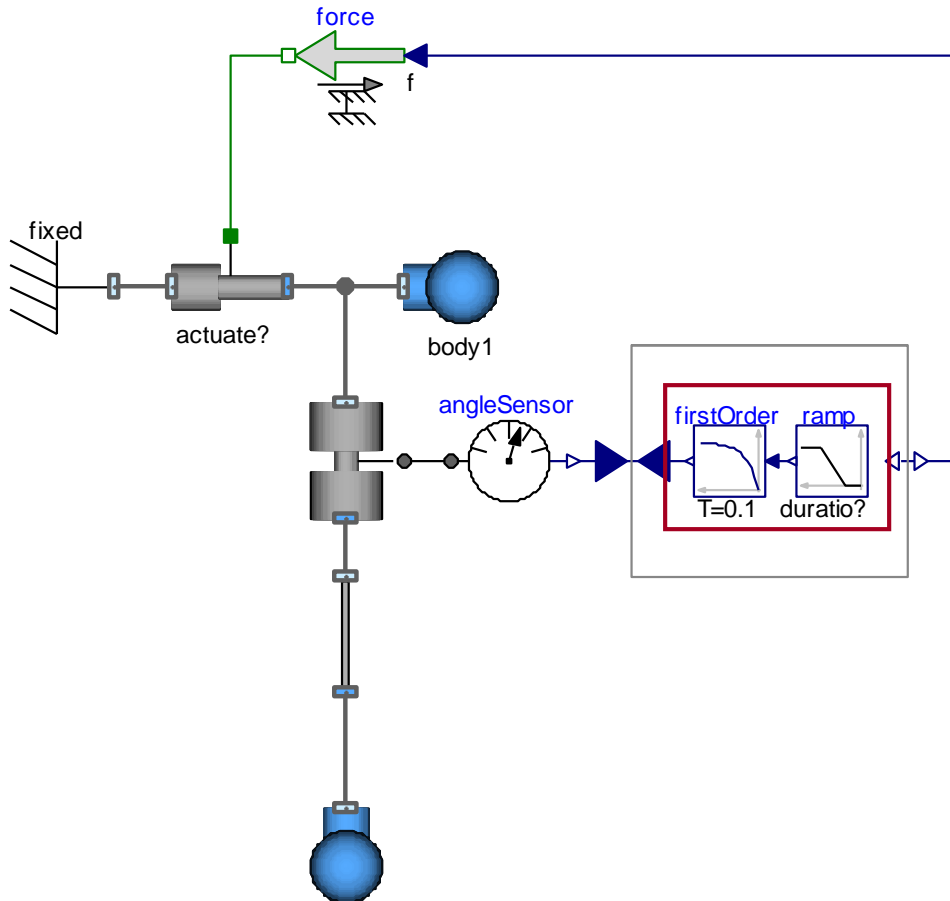 force
f
fixed
actuate?
body1
angleSensor
firstOrder
ramp
T=0.1
duratio?